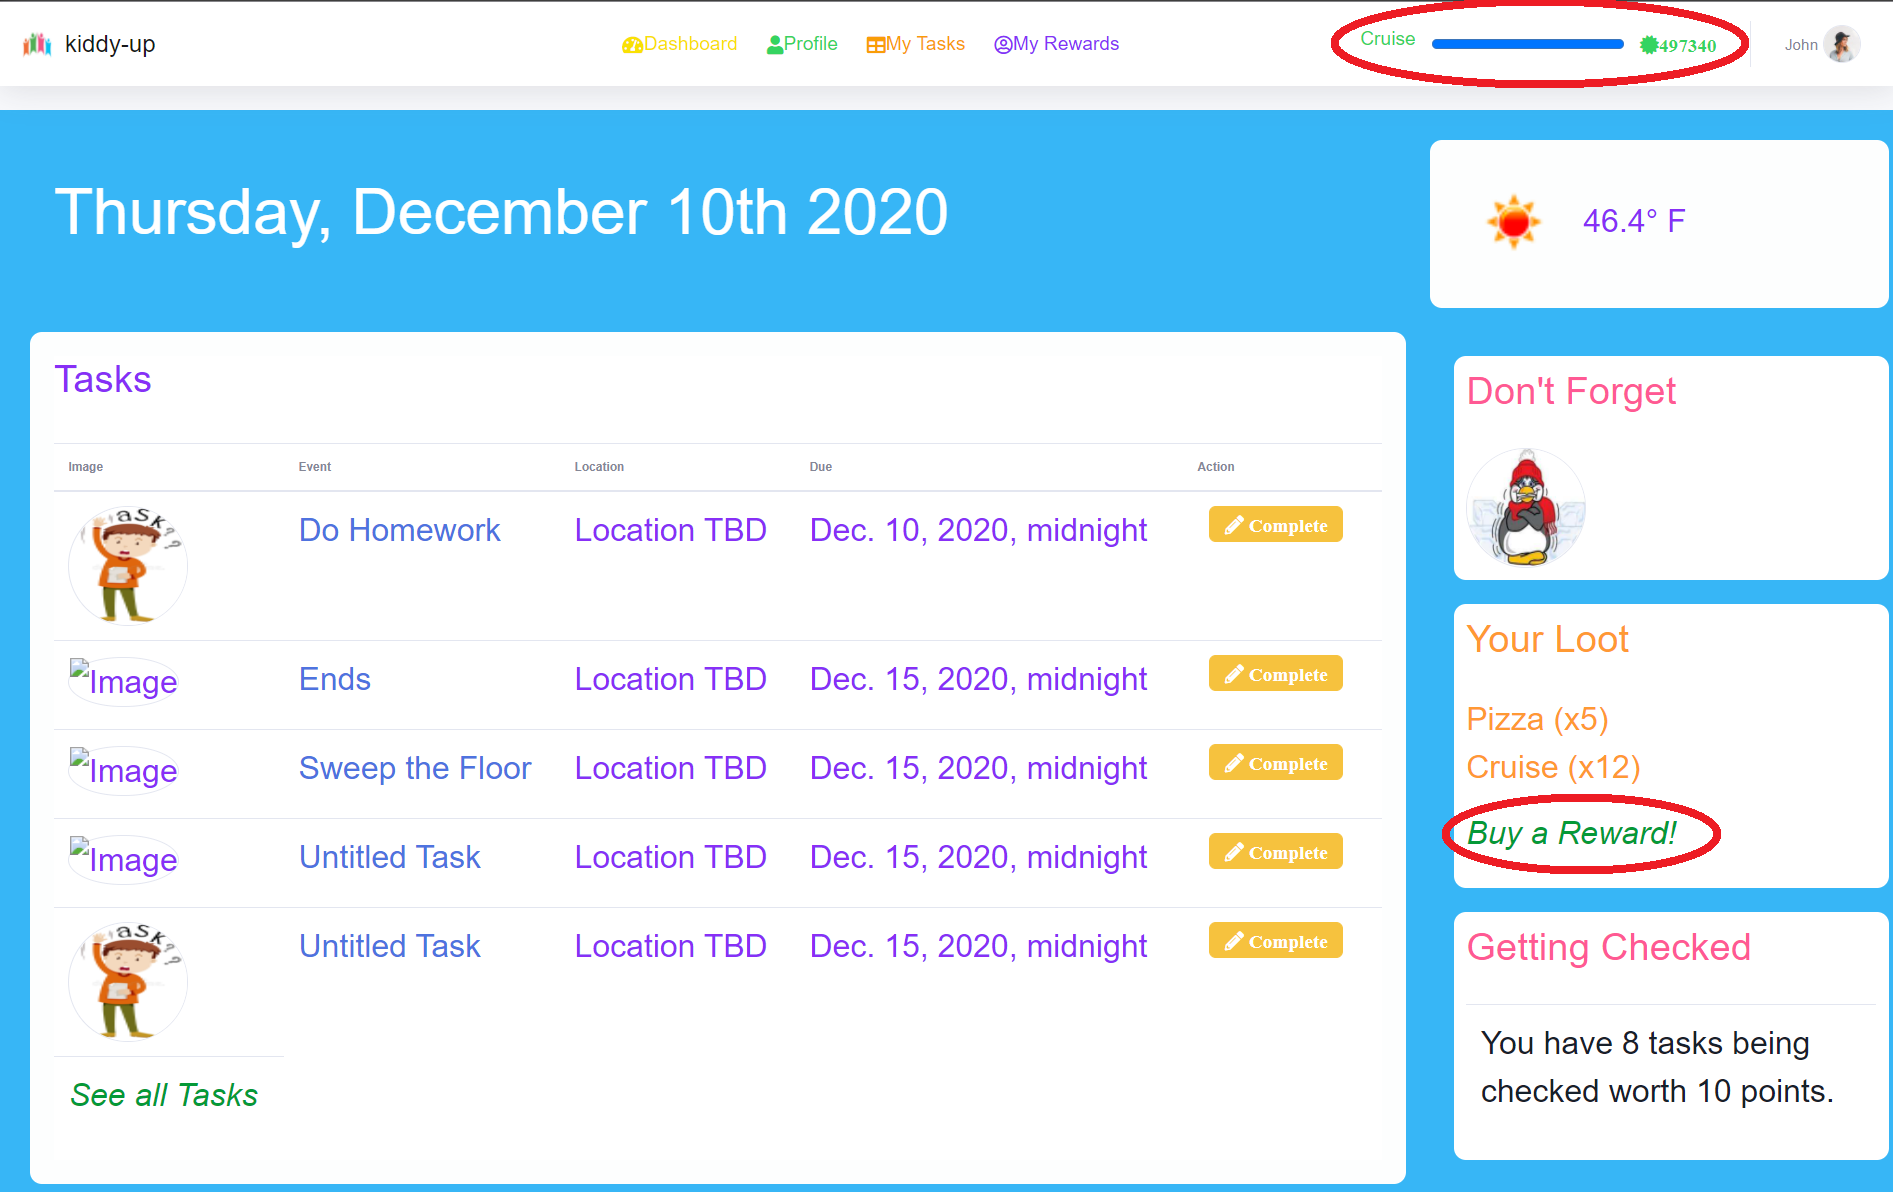 kiddy-up
Dashboard Profile My Tasks My Rewards
Cruise 497340 John
Thursday, December 10th 2020
46.4° F
Tasks
Image Event Location Due Action
aSK??
Do Homework Location TBD Dec. 10, 2020, midnight Complete
Image Ends Location TBD Dec. 15, 2020, midnight Complete
Image Sweep the Floor Location TBD Dec. 15, 2020, midnight Complete
Image Untitled Task Location TBD Dec. 15, 2020, midnight Complete
aSK??
Untitled Task Location TBD Dec. 15, 2020, midnight Complete
See all Tasks
Don't Forget
Your Loot
Pizza (x5)
Cruise (x12)
Buy a Reward!
Getting Checked
You have 8 tasks being
checked worth 10 points.